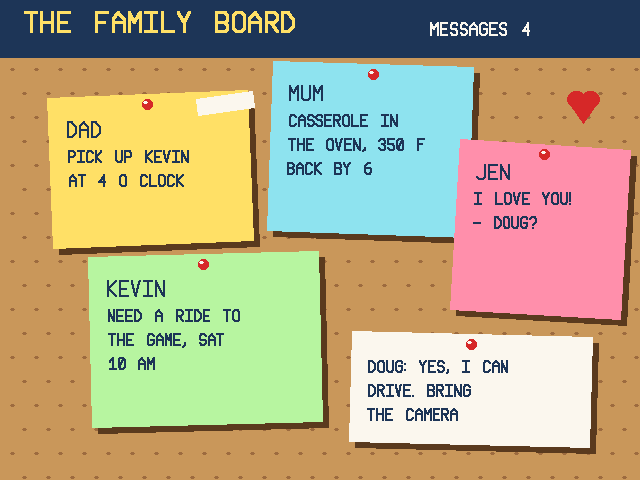 THE FAMILY BOARD
MESSAGES 4
DAD
PICK UP KEVIN
AT 4 O CLOCK
MUM
CASSEROLE IN
THE OVEN, 350 F
BACK BY 6
JEN
I LOVE YOU!
- DOUG?
KEVIN
NEED A RIDE TO
THE GAME, SAT
10 AM
DOUG: YES, I CAN
DRIVE. BRING
THE CAMERA